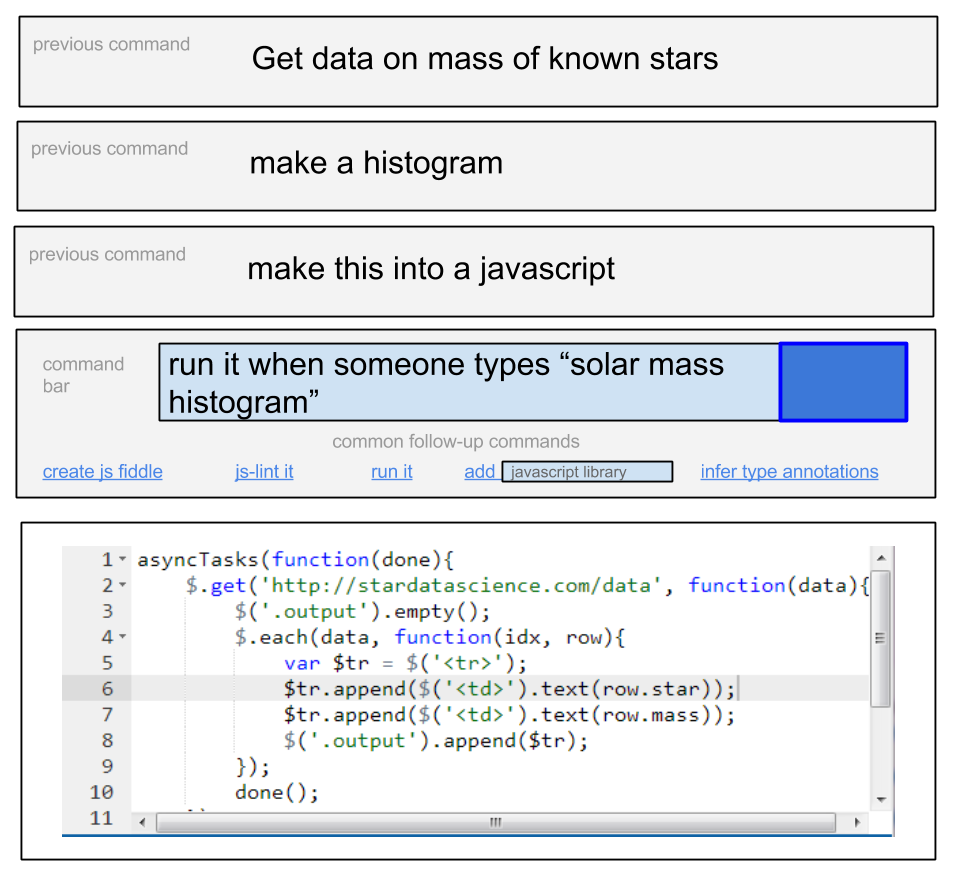 previous command
Get data on mass of known stars
previous command
make a histogram
previous command
make this into a javascript
command bar
run it when someone types “solar mass
histogram”
common follow-up commands
create js fiddle js-lint it run it add javascript library infer type annotations
1 asyncTasks(function(done){
2     $.get('http://stardatascience.com/data', function(data){
3         $('.output').empty();
4         $.each(data, function(idx, row){
5             var $tr = $('<tr>');
6             $tr.append($('<td>').text(row.star));
7             $tr.append($('<td>').text(row.mass));
8             $('.output').append($tr);
9         });
10         done();
11